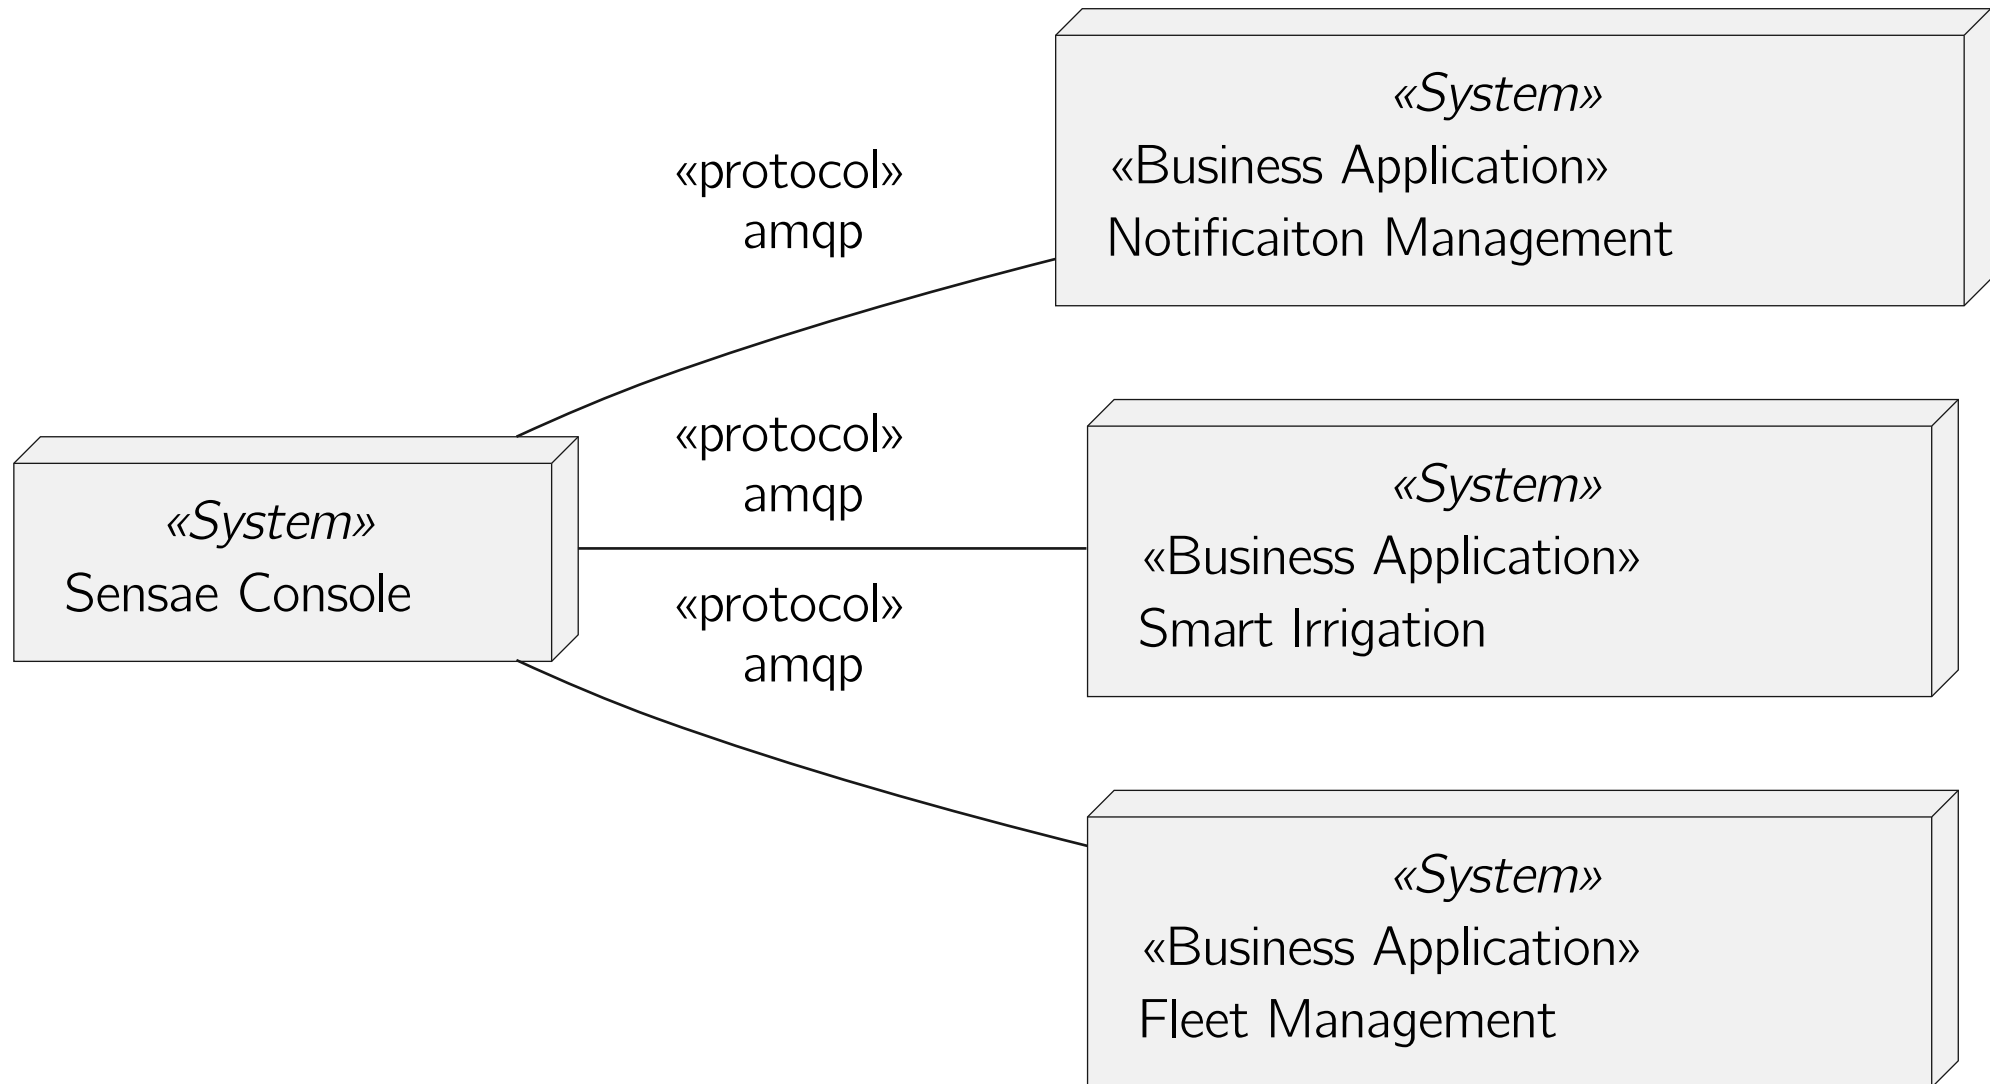 «System»
«Business Application»
Notificaiton Management
«protocol»
amqp
«System»
Sensae Console
«protocol»
amqp
«System»
«Business Application»
Smart Irrigation
«protocol»
amqp
«System»
«Business Application»
Fleet Management